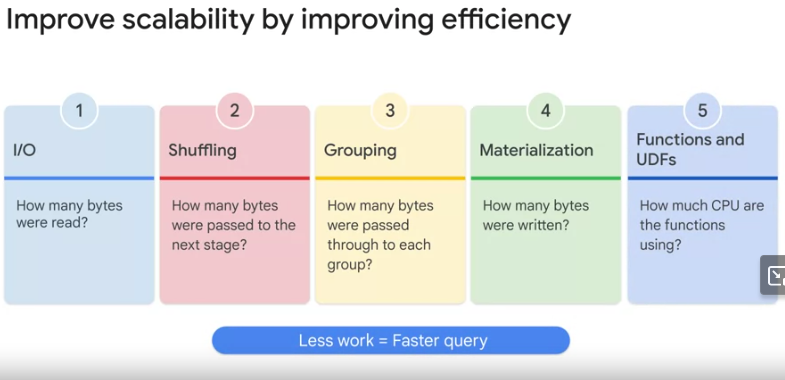 Improve scalability by improving efficiency
1
I/O
How many bytes
were read?
2
Shuffling
How many bytes
were passed to the
next stage?
3
Grouping
How many bytes
were passed
through to each
group?
4
Materialization
How many bytes
were written?
5
Functions and
UDFs
How much CPU are
the functions
using?
Less work = Faster query